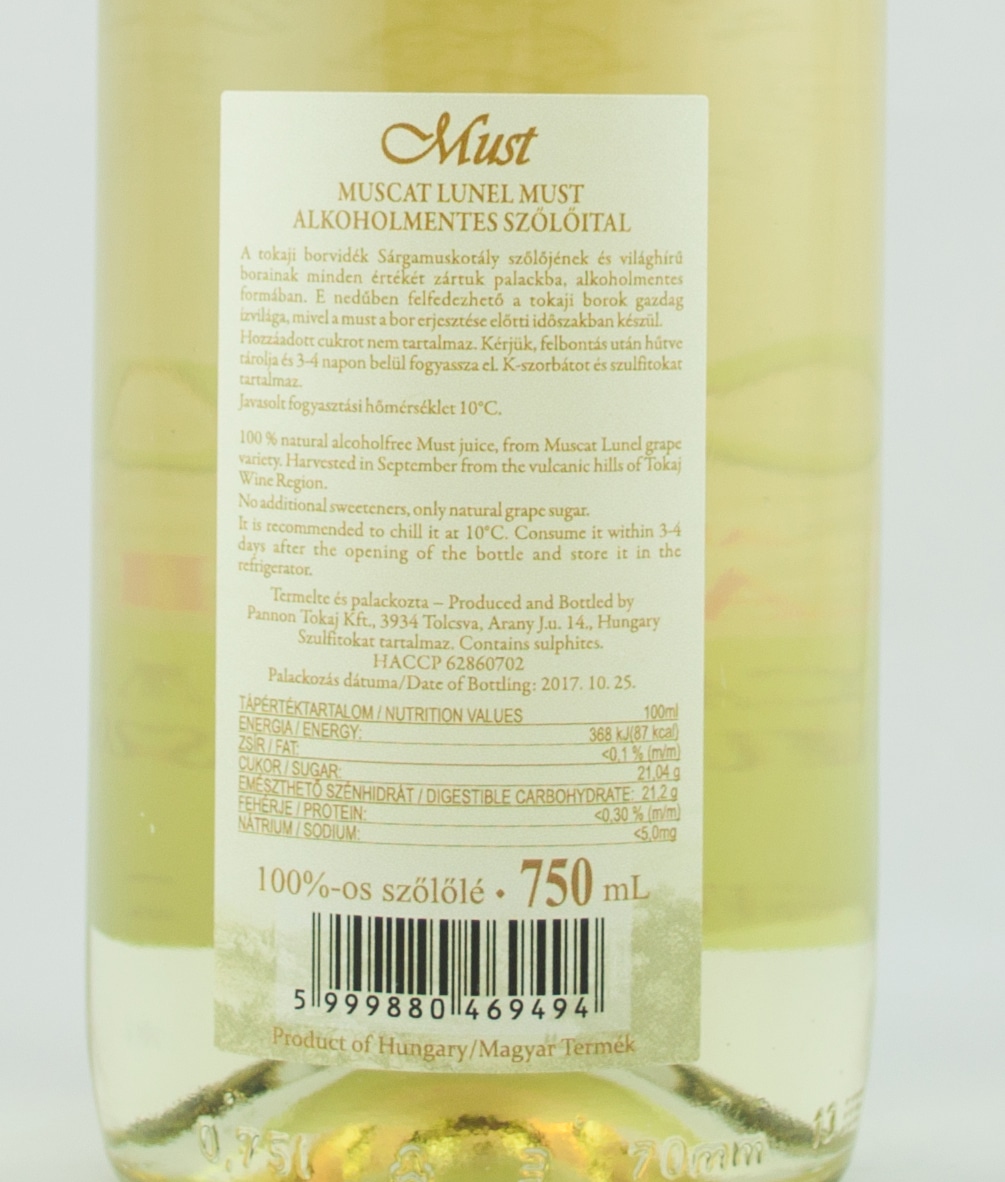 Must
MUSCAT LUNEL MUST
ALKOHOLMENTES SZŐLŐITAL
A tokaji borvidék Sárgamuskotály szőlőjének és világhírű
borainak minden értékét zártuk palackba, alkoholmentes
formában. E nedűben felfedezhető a tokaji borok gazdag
ízvilága, mivel a must a bor erjesztése előtti időszakban készül.
Hozzáadott cukrot nem tartalmaz. Kérjük, felbontás után hűtve
tárolja és 3-4 napon belül fogyassza el. K-szorbátot és szulfitokat
tartalmaz.
Javasolt fogyasztási hőmérséklet 10°C.
100 % natural alcoholfree Must juice, from Muscat Lunel grape
variety. Harvested in September from the vulcanic hills of Tokaj
Wine Region.
No additional sweeteners, only natural grape sugar.
It is recommended to chill it at 10°C. Consume it within 3-4
days after the opening of the bottle and store it in the
refrigerator.
Termelte és palackozta – Produced and Bottled by
Pannon Tokaj Kft., 3934 Tolcsva, Arany J.u. 14., Hungary
Szulfitokat tartalmaz. Contains sulphites.
HACCP 62860702
Palackozás dátuma/Date of Bottling: 2017. 10. 25.
TÁPÉRTÉKTARTALOM / NUTRITION VALUES 100ml
ENERGIA / ENERGY: 368 kJ(87 kcal)
ZSÍR / FAT: <0,1 % (m/m)
CUKOR / SUGAR: 21,04 g
EMÉSZTHETŐ SZÉNHIDRÁT / DIGESTIBLE CARBOHYDRATE: 21,2 g
FEHÉRJE / PROTEIN: <0,30 % (m/m)
NÁTRIUM / SODIUM: <5,0mg
100%-os szőlőlé • 750 mL
5 999880 469494
Product of Hungary/Magyar Termék
0,75l 70mm 13